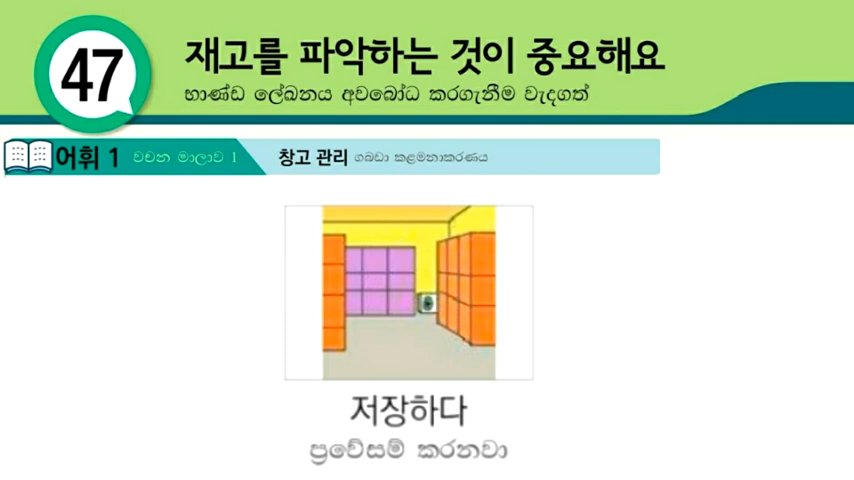 47
재고를 파악하는 것이 중요해요
භාණ්ඩ ලේඛනය අවබෝධ කරගැනීම වැදගත්
어휘 1 වචන මාලාව 1 창고 관리 ගබඩා කළමනාකරණය
저장하다
ප්‍රවේසම් කරනවා